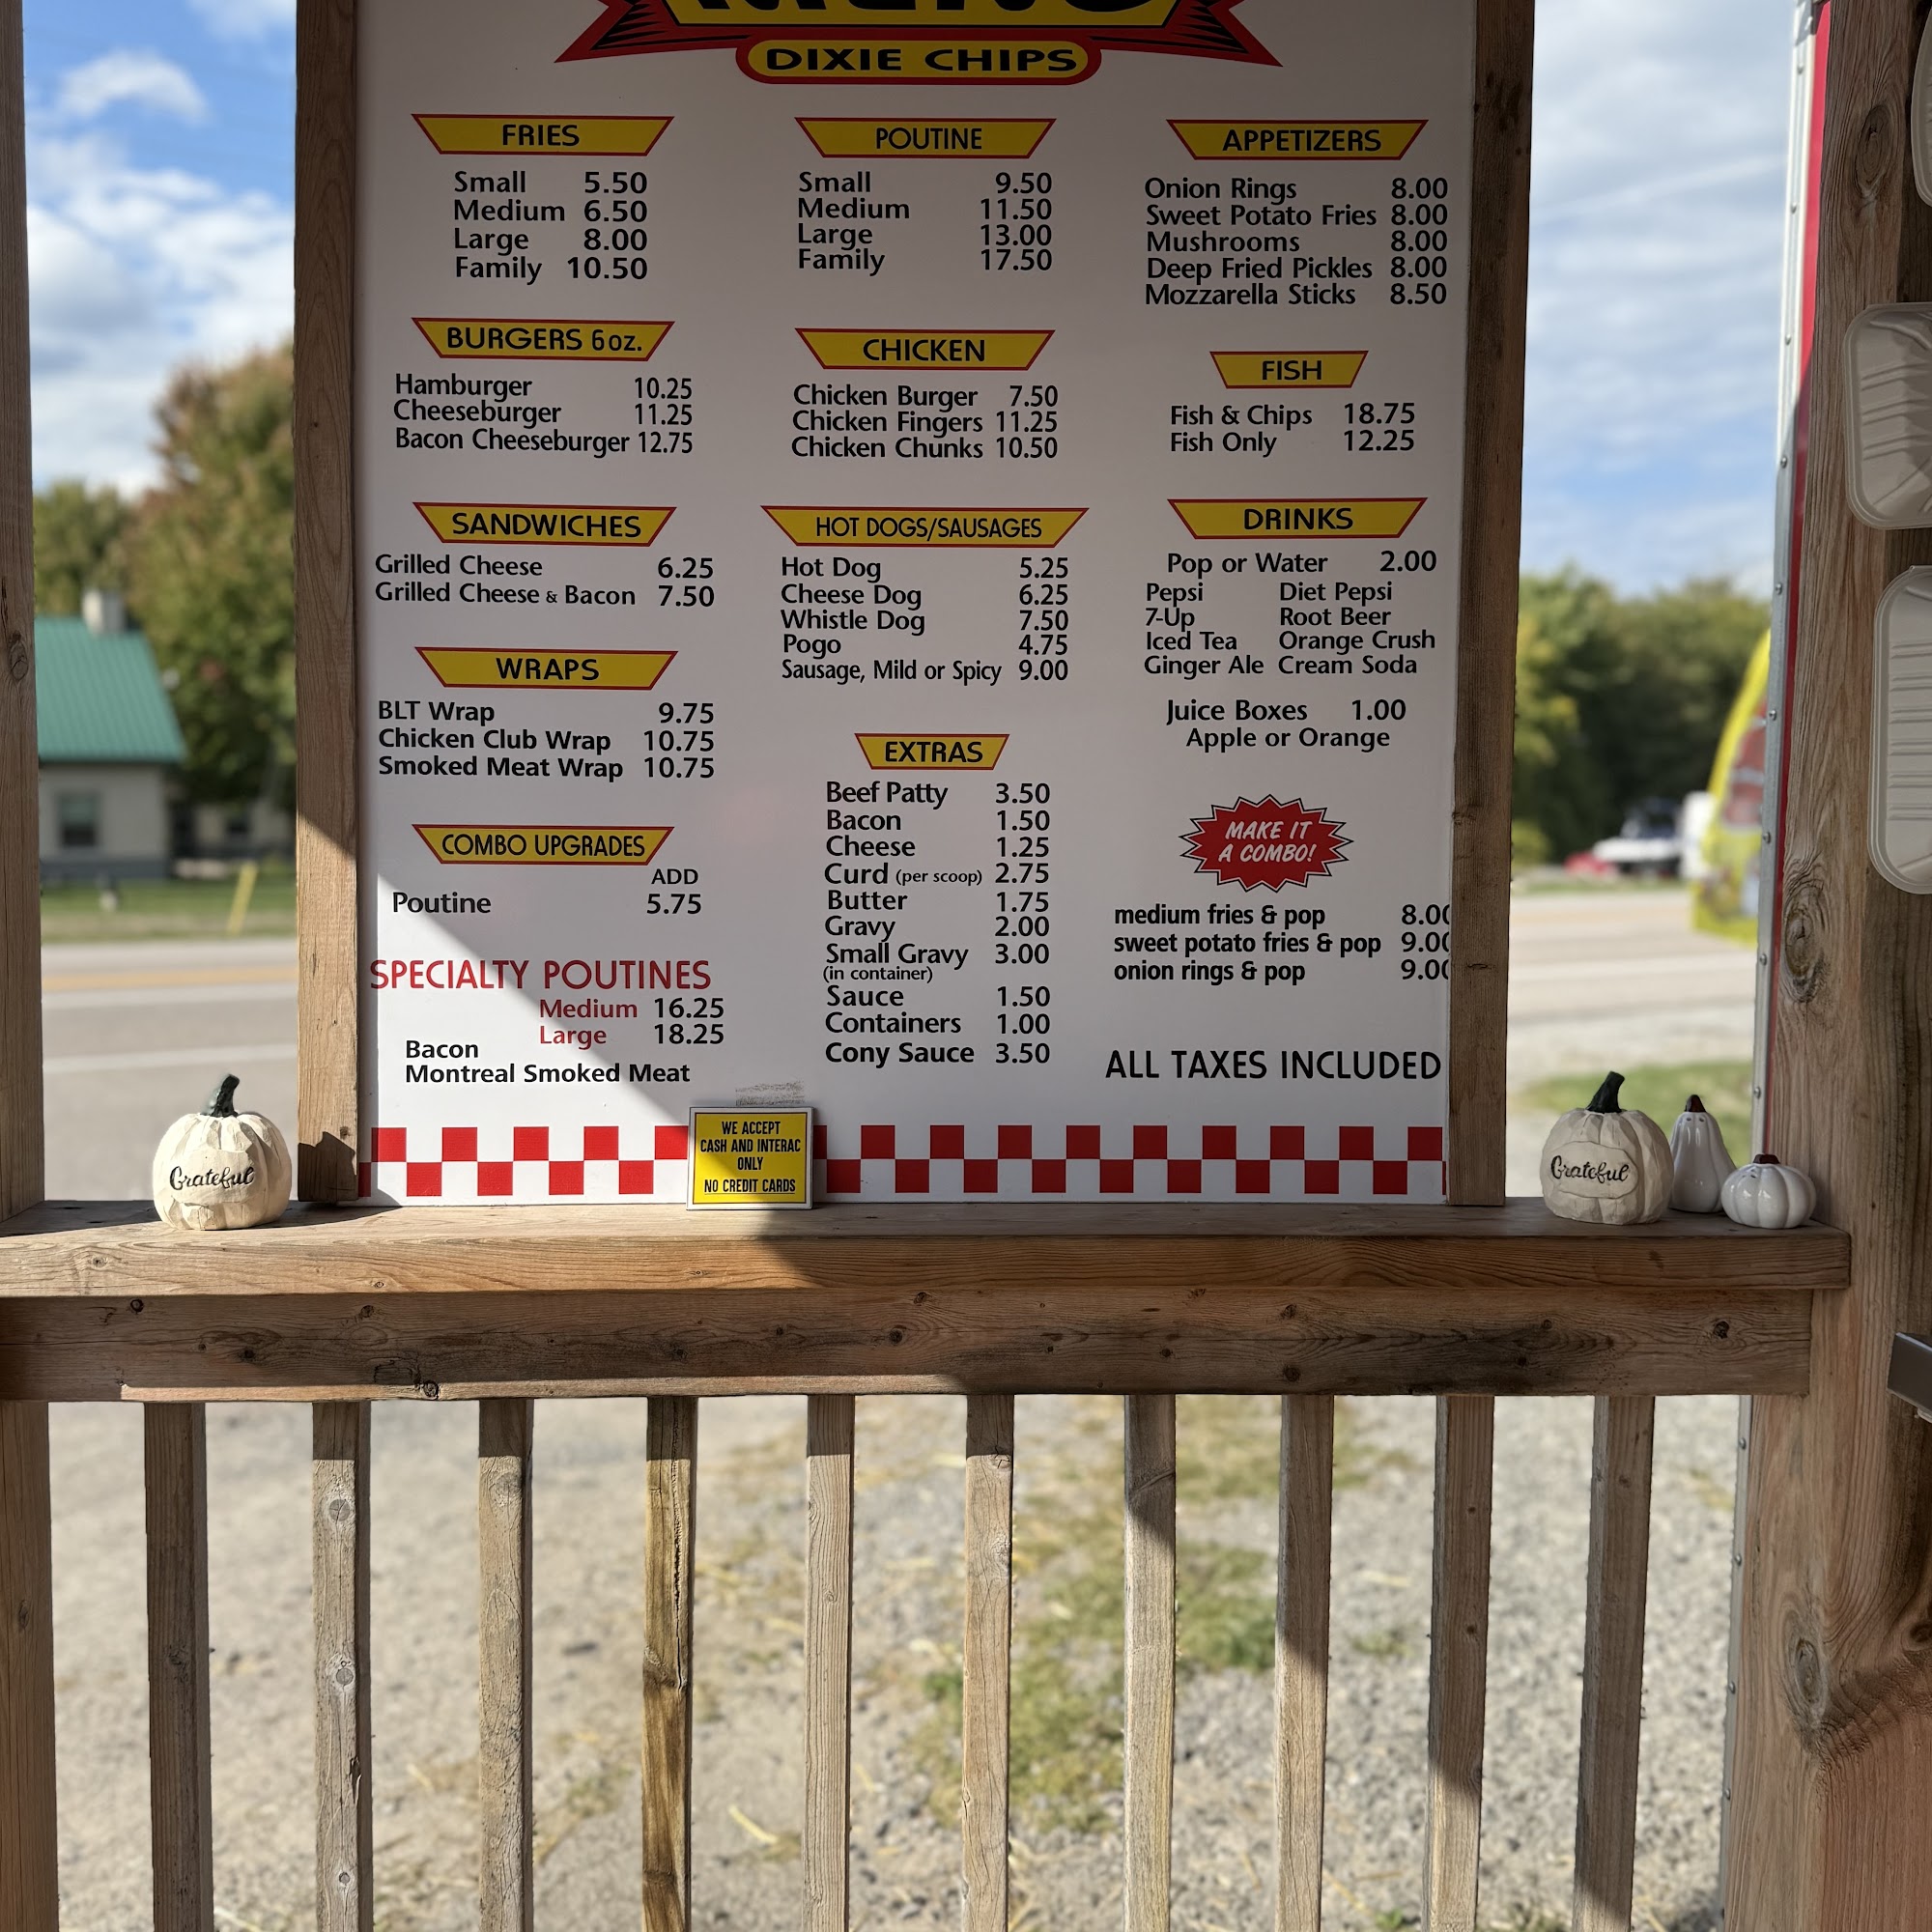 DIXIE CHIPS
FRIES
Small 5.50
Medium 6.50
Large 8.00
Family 10.50
BURGERS 6oz.
Hamburger 10.25
Cheeseburger 11.25
Bacon Cheeseburger 12.75
SANDWICHES
Grilled Cheese 6.25
Grilled Cheese & Bacon 7.50
WRAPS
BLT Wrap 9.75
Chicken Club Wrap 10.75
Smoked Meat Wrap 10.75
COMBO UPGRADES
ADD
Poutine 5.75
SPECIALTY POUTINES
Medium 16.25
Large 18.25
Bacon
Montreal Smoked Meat
POUTINE
Small 9.50
Medium 11.50
Large 13.00
Family 17.50
CHICKEN
Chicken Burger 7.50
Chicken Fingers 11.25
Chicken Chunks 10.50
HOT DOGS/SAUSAGES
Hot Dog 5.25
Cheese Dog 6.25
Whistle Dog 7.50
Pogo 4.75
Sausage, Mild or Spicy 9.00
EXTRAS
Beef Patty 3.50
Bacon 1.50
Cheese 1.25
Curd (per scoop) 2.75
Butter 1.75
Gravy 2.00
Small Gravy 3.00
(in container)
Sauce 1.50
Containers 1.00
Cony Sauce 3.50
APPETIZERS
Onion Rings 8.00
Sweet Potato Fries 8.00
Mushrooms 8.00
Deep Fried Pickles 8.00
Mozzarella Sticks 8.50
FISH
Fish & Chips 18.75
Fish Only 12.25
DRINKS
Pop or Water 2.00
Pepsi Diet Pepsi
7-Up Root Beer
Iced Tea Orange Crush
Ginger Ale Cream Soda
Juice Boxes 1.00
Apple or Orange
MAKE IT
A COMBO!
medium fries & pop 8.00
sweet potato fries & pop 9.00
onion rings & pop 9.00
ALL TAXES INCLUDED
WE ACCEPT
CASH AND INTERAC
ONLY
NO CREDIT CARDS
Grateful
Grateful